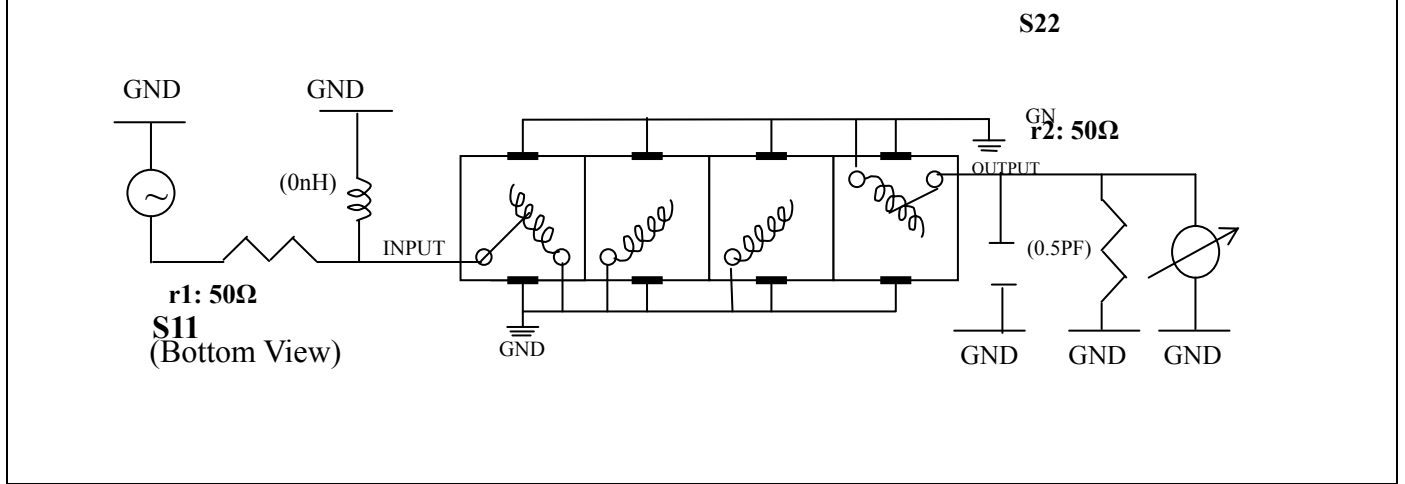 S22
GND
GND
GN
r2: 50Ω
(0nH)
OUTPUT
INPUT
(0.5PF)
r1: 50Ω
S11
(Bottom View)
GND
GND
GND
GND